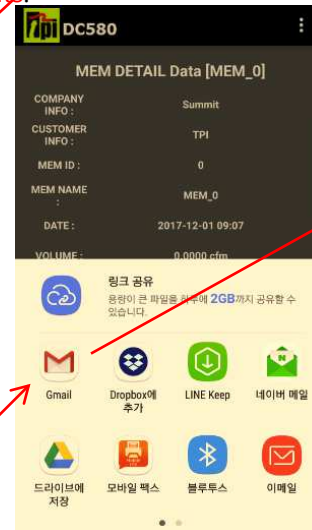 tpi DC580
MEM DETAIL Data [MEM_0]
COMPANY
INFO :
Summit
CUSTOMER
INFO :
TPI
MEM ID :
0
MEM NAME
:
MEM_0
DATE :
2017-12-01 09:07
VOLUME :
0.0000 cfm
링크 공유
용량이 큰 파일을 하루에 2GB까지 공유할 수
있습니다.
Gmail
Dropbox에
추가
LINE Keep
네이버 메일
드라이브에
저장
모바일 팩스
블루투스
이메일